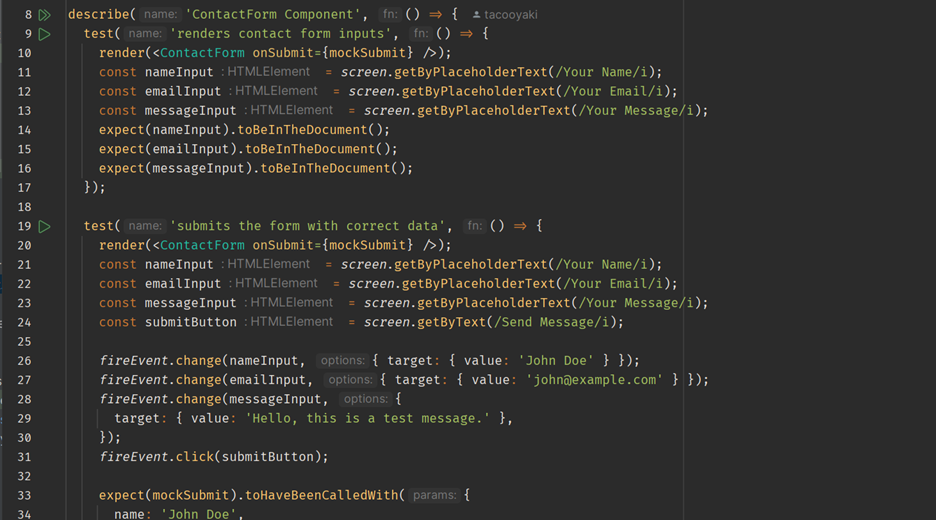 8 describe( name: 'ContactForm Component', fn: () => { tacooyaki
9 test( name: 'renders contact form inputs', fn: () => {
10 render(<ContactForm onSubmit={mockSubmit} />);
11 const nameInput : HTMLElement = screen.getByPlaceholderText(/Your Name/i);
12 const emailInput : HTMLElement = screen.getByPlaceholderText(/Your Email/i);
13 const messageInput : HTMLElement = screen.getByPlaceholderText(/Your Message/i);
14 expect(nameInput).toBeInTheDocument();
15 expect(emailInput).toBeInTheDocument();
16 expect(messageInput).toBeInTheDocument();
17 });
18
19 test( name: 'submits the form with correct data', fn: () => {
20 render(<ContactForm onSubmit={mockSubmit} />);
21 const nameInput : HTMLElement = screen.getByPlaceholderText(/Your Name/i);
22 const emailInput : HTMLElement = screen.getByPlaceholderText(/Your Email/i);
23 const messageInput : HTMLElement = screen.getByPlaceholderText(/Your Message/i);
24 const submitButton : HTMLElement = screen.getByText(/Send Message/i);
25
26 fireEvent.change(nameInput, options: { target: { value: 'John Doe' } });
27 fireEvent.change(emailInput, options: { target: { value: 'john@example.com' } });
28 fireEvent.change(messageInput, options: {
29 target: { value: 'Hello, this is a test message.' },
30 });
31 fireEvent.click(submitButton);
32
33 expect(mockSubmit).toHaveBeenCalledWith( params: {
34 name: 'John Doe',